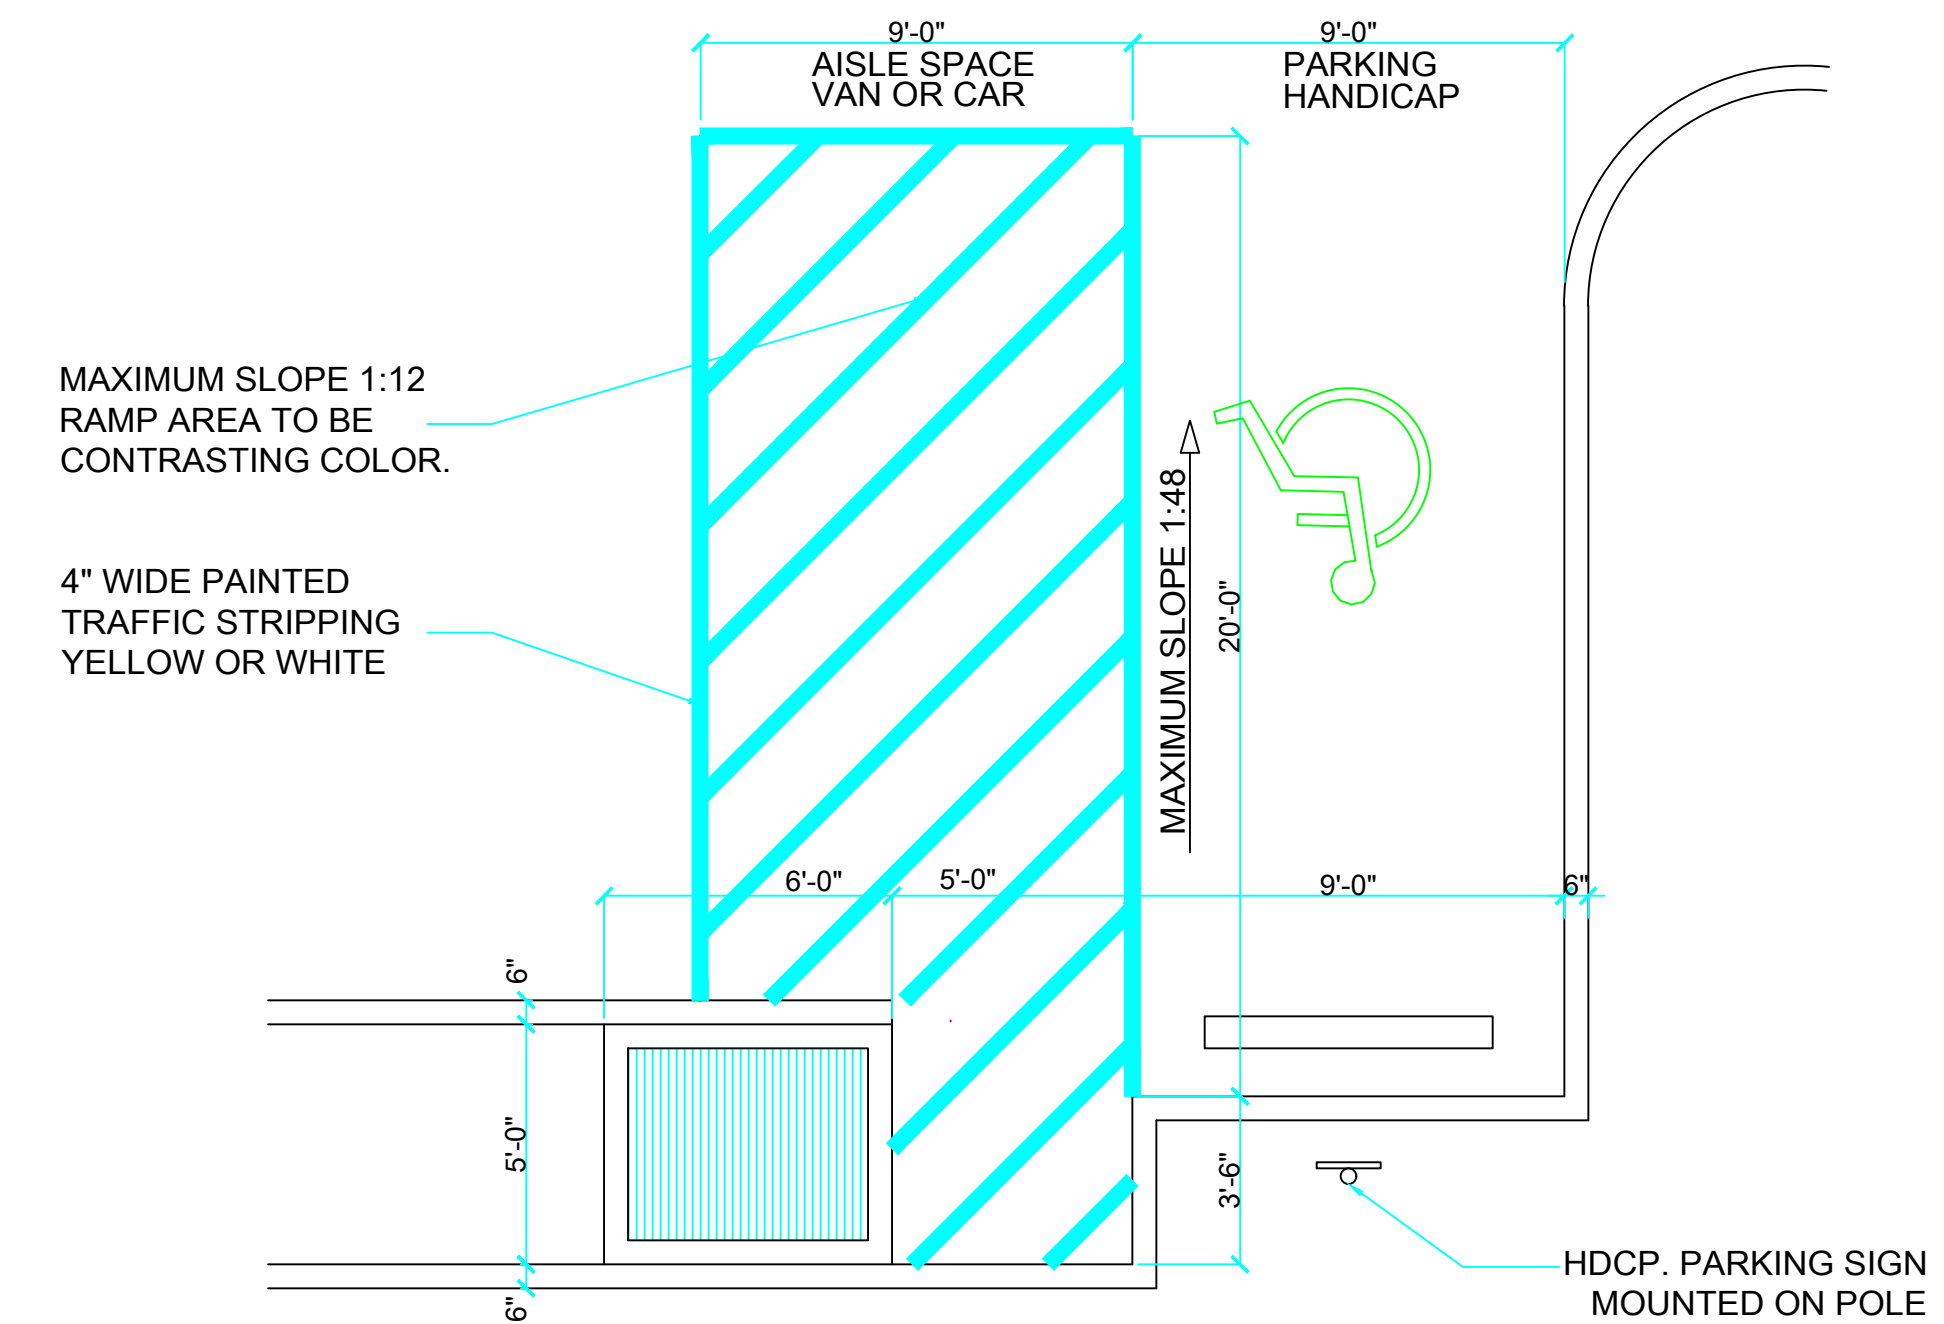 9'-0"
9'-0"
AISLE SPACE
VAN OR CAR
PARKING
HANDICAP
MAXIMUM SLOPE 1:12
RAMP AREA TO BE
CONTRASTING COLOR.
MAXIMUM SLOPE 1:48
20'-0"
4" WIDE PAINTED
TRAFFIC STRIPPING
YELLOW OR WHITE
6'-0"
5'-0"
9'-0"
6"
6"
5'-0"
3'-6"
6"
HDCP. PARKING SIGN
MOUNTED ON POLE